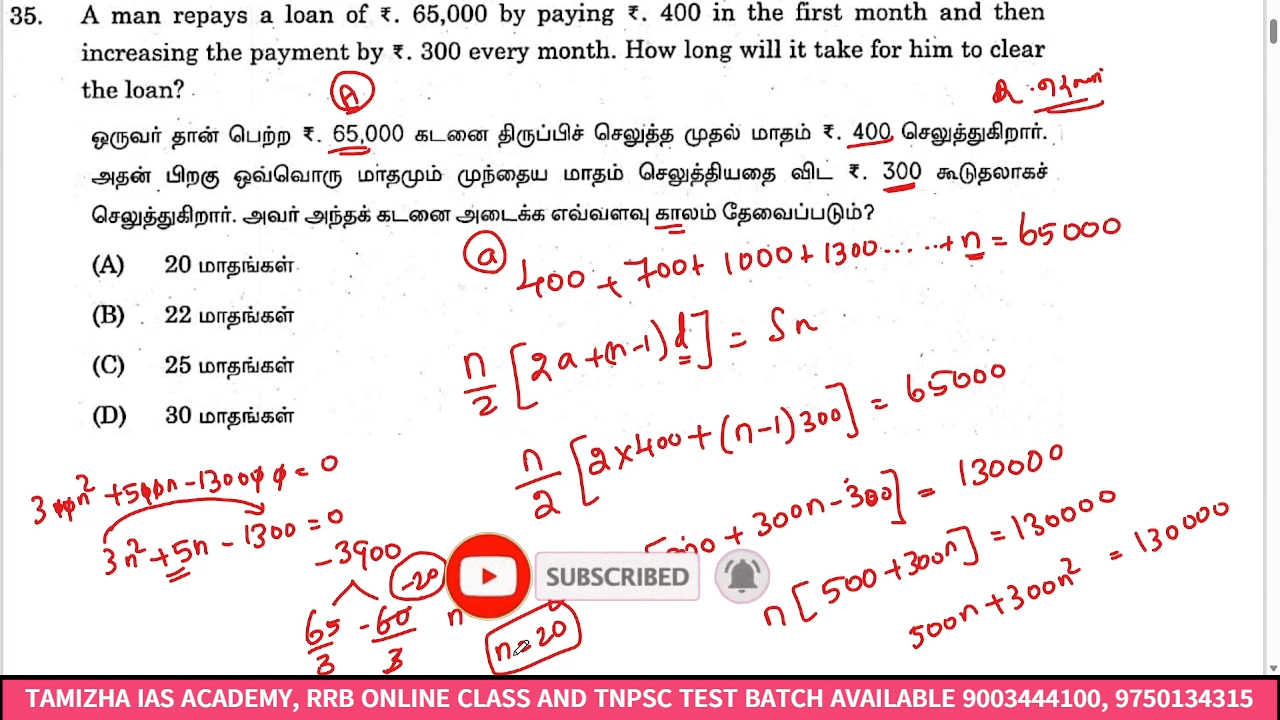 35. A man repays a loan of ₹. 65,000 by paying ₹. 400 in the first month and then
increasing the payment by ₹. 300 every month. How long will it take for him to clear
the loan?
A
ஒருவர் தான் பெற்ற ₹. 65,000 கடனை திருப்பிச் செலுத்த முதல் மாதம் ₹. 400 செலுத்துகிறார்.
அதன் பிறகு ஒவ்வொரு மாதமும் முந்தைய மாதம் செலுத்தியதை விட ₹. 300 கூடுதலாகச்
செலுத்துகிறார். அவர் அந்தக் கடனை அடைக்க எவ்வளவு காலம் தேவைப்படும்?
(A) 20 மாதங்கள்
(B) 22 மாதங்கள்
(C) 25 மாதங்கள்
(D) 30 மாதங்கள்
a
400 + 700 + 1000 + 1300 ..... + n = 65000
n/2 [2a + (n-1)d] = Sn
n/2 [2×400 + (n-1)300] = 65000
+ 300n - 300] = 130000
n[500 + 300n] = 130000
500n + 300n² = 130000
300n² + 500n - 130000 = 0
3n² + 5n - 1300 = 0
-3900
65/3 -60/3 -20
n
n = 20
SUBSCRIBED
TAMIZHA IAS ACADEMY, RRB ONLINE CLASS AND TNPSC TEST BATCH AVAILABLE 9003444100, 9750134315